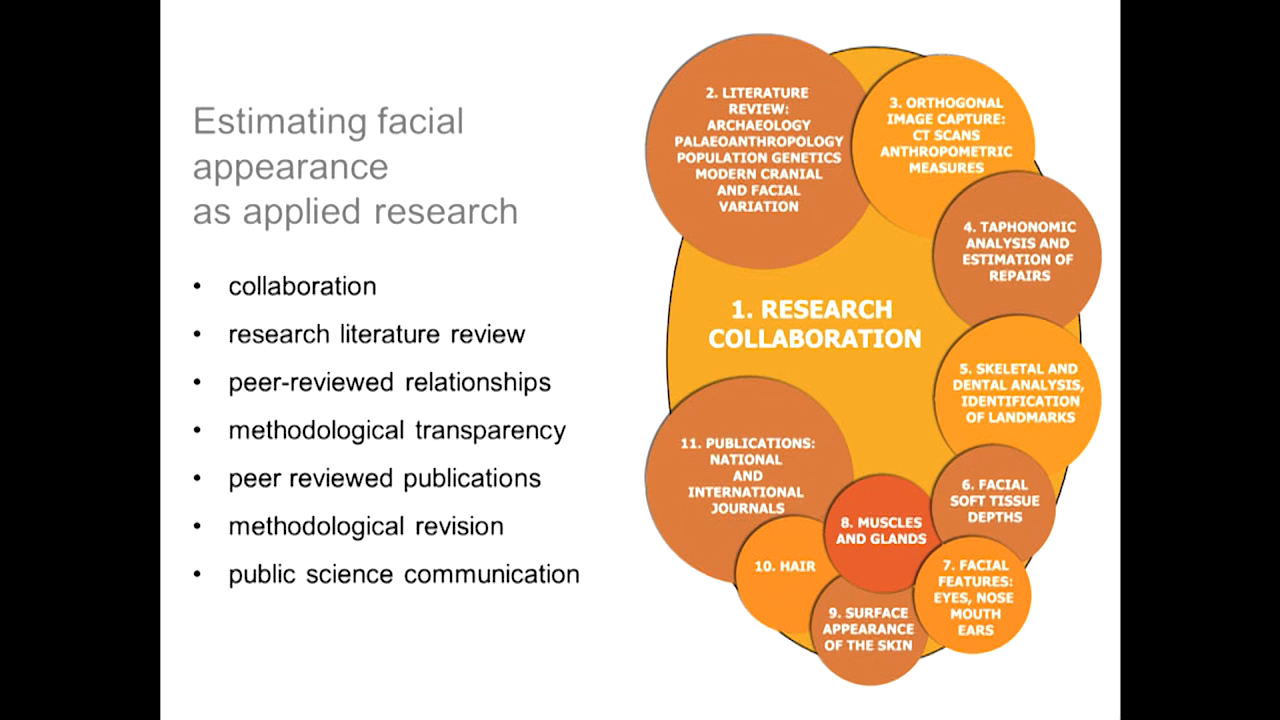 Estimating facial
appearance
as applied research
• collaboration
• research literature review
• peer-reviewed relationships
• methodological transparency
• peer reviewed publications
• methodological revision
• public science communication
1. RESEARCH
COLLABORATION
2. LITERATURE
REVIEW:
ARCHAEOLOGY
PALAEOANTHROPOLOGY
POPULATION GENETICS
MODERN CRANIAL
AND FACIAL
VARIATION
3. ORTHOGONAL
IMAGE CAPTURE:
CT SCANS
ANTHROPOMETRIC
MEASURES
4. TAPHONOMIC
ANALYSIS AND
ESTIMATION OF
REPAIRS
5. SKELETAL AND
DENTAL ANALYSIS,
IDENTIFICATION
OF LANDMARKS
6. FACIAL
SOFT TISSUE
DEPTHS
7. FACIAL
FEATURES:
EYES, NOSE
MOUTH
EARS
8. MUSCLES
AND GLANDS
9. SURFACE
APPEARANCE
OF THE SKIN
10. HAIR
11. PUBLICATIONS:
NATIONAL
AND
INTERNATIONAL
JOURNALS